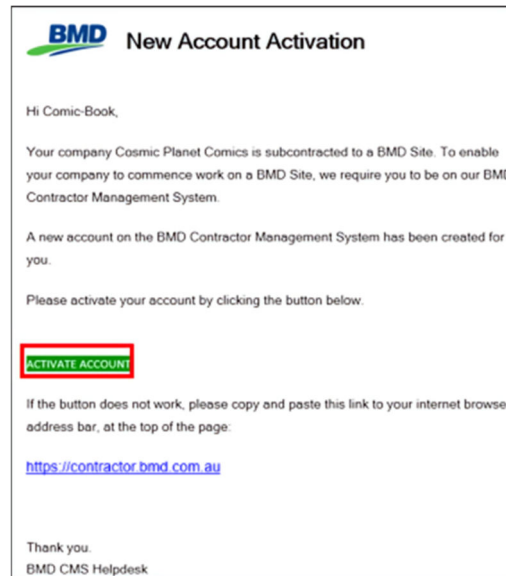 BMD New Account Activation
Hi Comic-Book,
Your company Cosmic Planet Comics is subcontracted to a BMD Site. To enable
your company to commence work on a BMD Site, we require you to be on our BM
Contractor Management System.
A new account on the BMD Contractor Management System has been created for
you.
Please activate your account by clicking the button below.
ACTIVATE ACCOUNT
If the button does not work, please copy and paste this link to your internet browse
address bar, at the top of the page:
https://contractor.bmd.com.au
Thank you.
BMD CMS Helpdesk